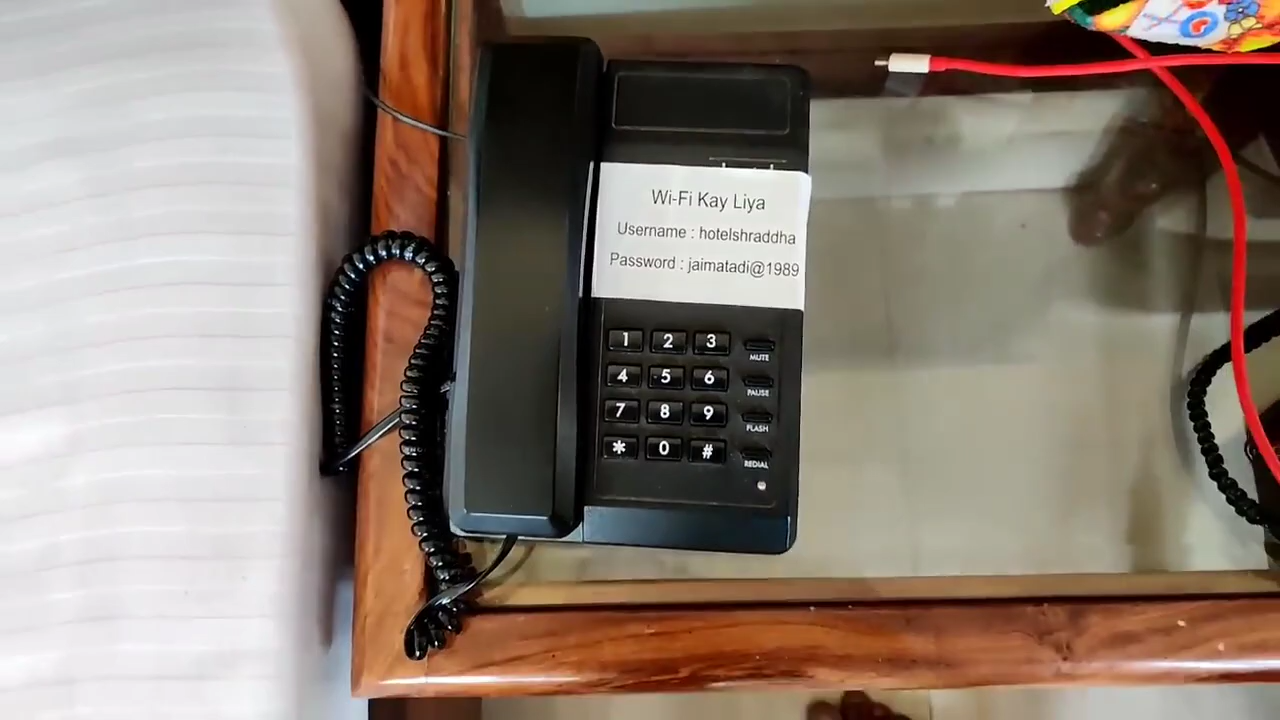 Wi-Fi Kay Liya
Username : hotelshraddha
Password : jaimatadi@1989
1 2 3 MUTE
4 5 6 PAUSE
7 8 9 FLASH
* 0 # REDIAL